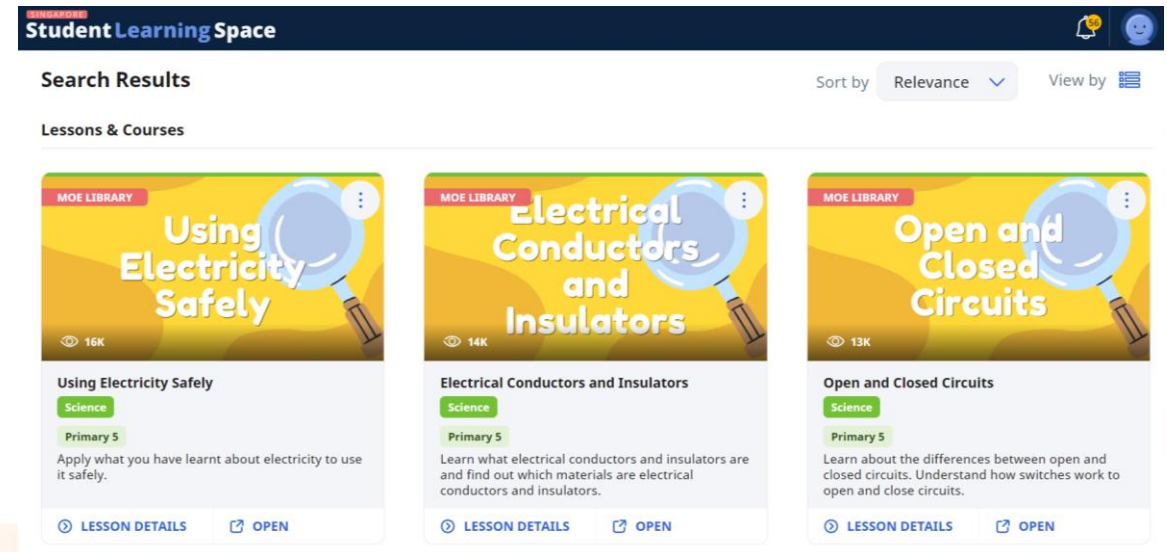 SINGAPORE
Student Learning Space
56
Search Results
Sort by Relevance View by
Lessons & Courses
MOE LIBRARY
Using
Electricity
Safely
16K
Using Electricity Safely
Science
Primary 5
Apply what you have learnt about electricity to use
it safely.
LESSON DETAILS OPEN
MOE LIBRARY
Electrical
Conductors
and
Insulators
14K
Electrical Conductors and Insulators
Science
Primary 5
Learn what electrical conductors and insulators are
and find out which materials are electrical
conductors and insulators.
LESSON DETAILS OPEN
MOE LIBRARY
Open and
Closed
Circuits
13K
Open and Closed Circuits
Science
Primary 5
Learn about the differences between open and
closed circuits. Understand how switches work to
open and close circuits.
LESSON DETAILS OPEN